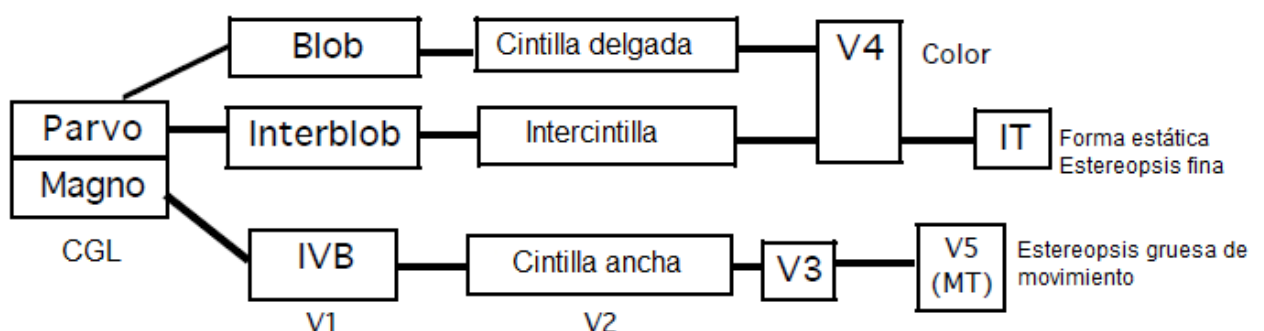 Blob
Cintilla delgada
V4
Color
Parvo
Interblob
Intercintilla
IT
Forma estática
Estereopsis fina
Magno
CGL
IVB
Cintilla ancha
V3
V5
(MT)
Estereopsis gruesa de
movimiento
V1
V2